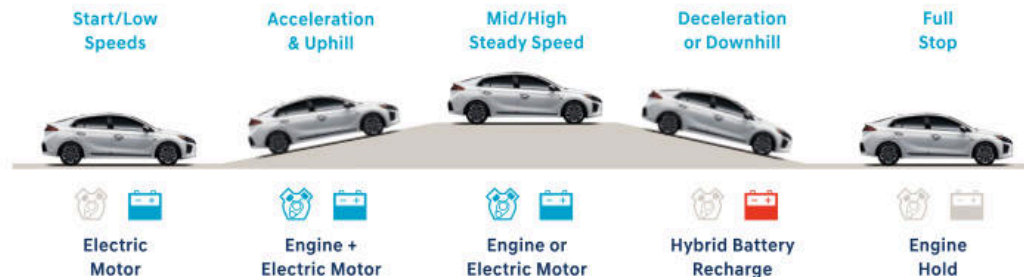 Start/Low
Speeds
Acceleration
& Uphill
Mid/High
Steady Speed
Deceleration
or Downhill
Full
Stop
Electric
Motor
Engine +
Electric Motor
Engine or
Electric Motor
Hybrid Battery
Recharge
Engine
Hold